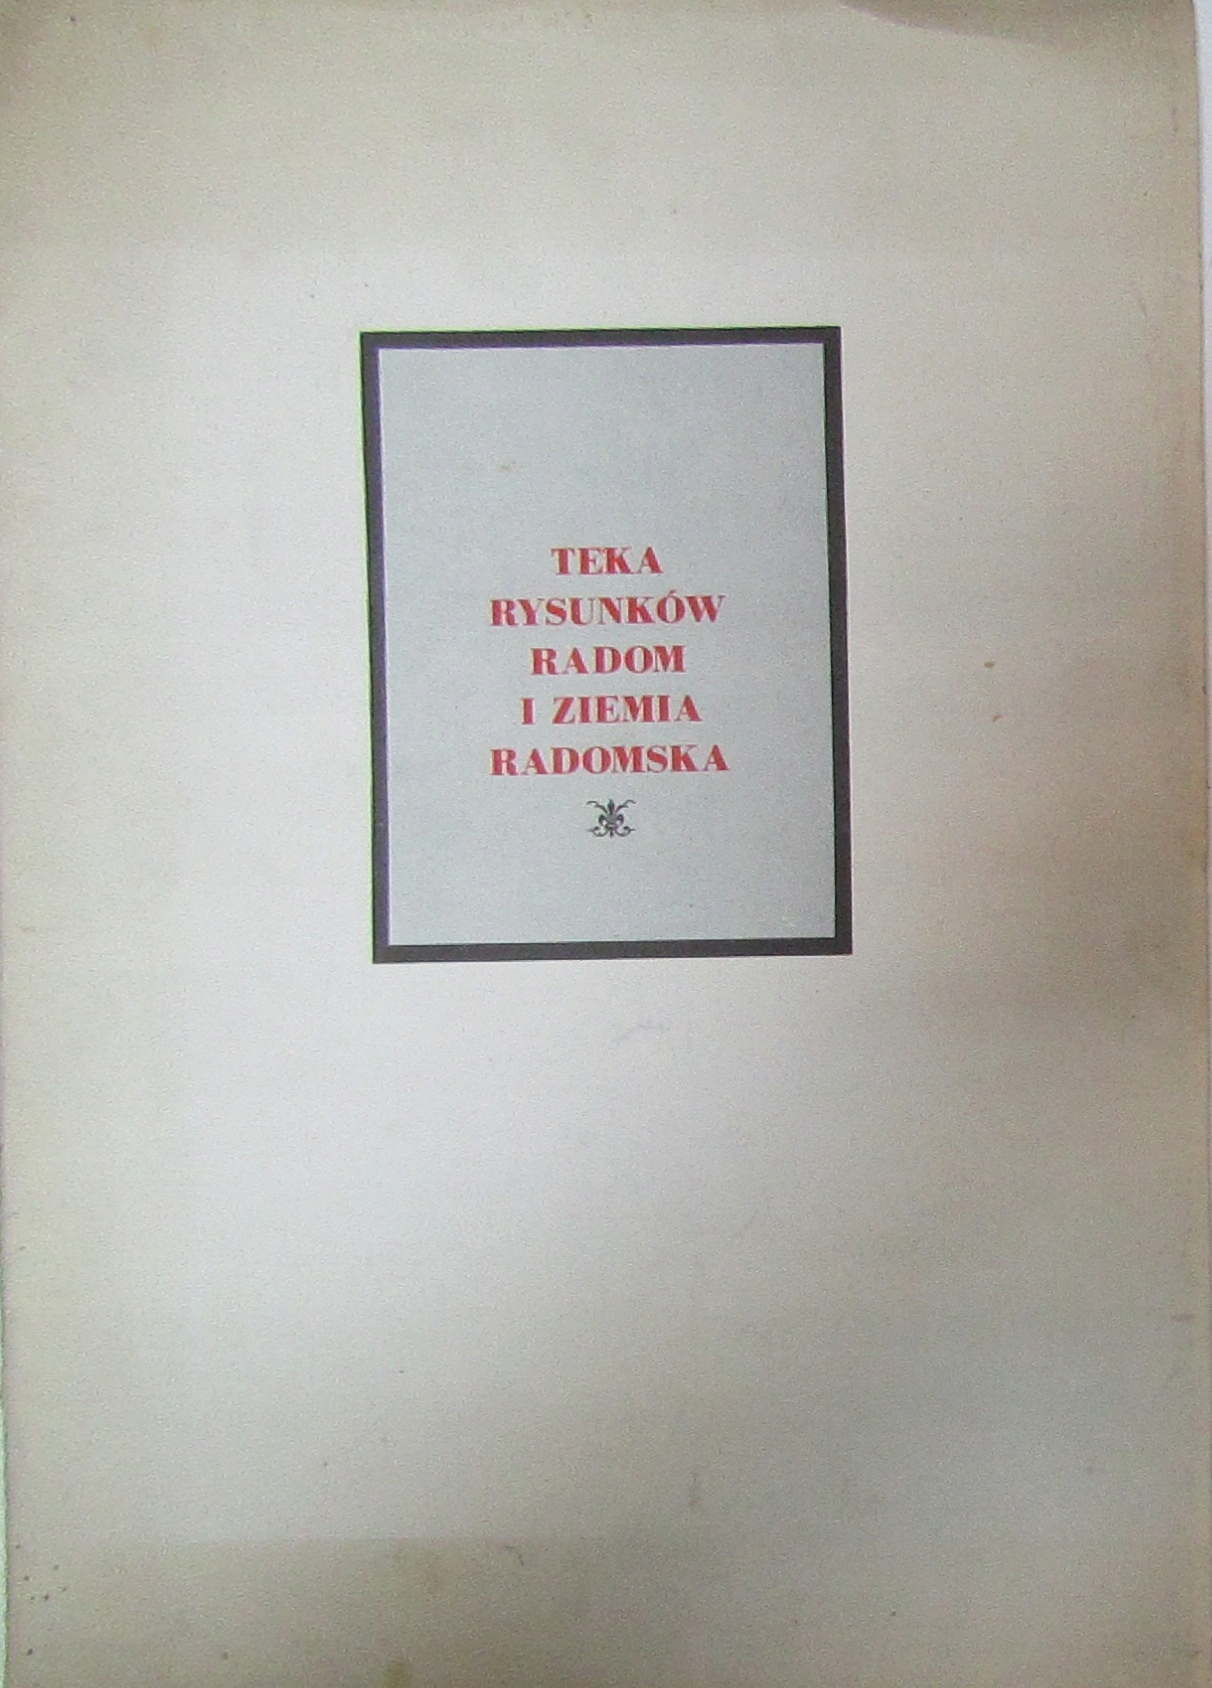 TEKA
RYSUNKÓW
RADOM
I ZIEMIA
RADOMSKA